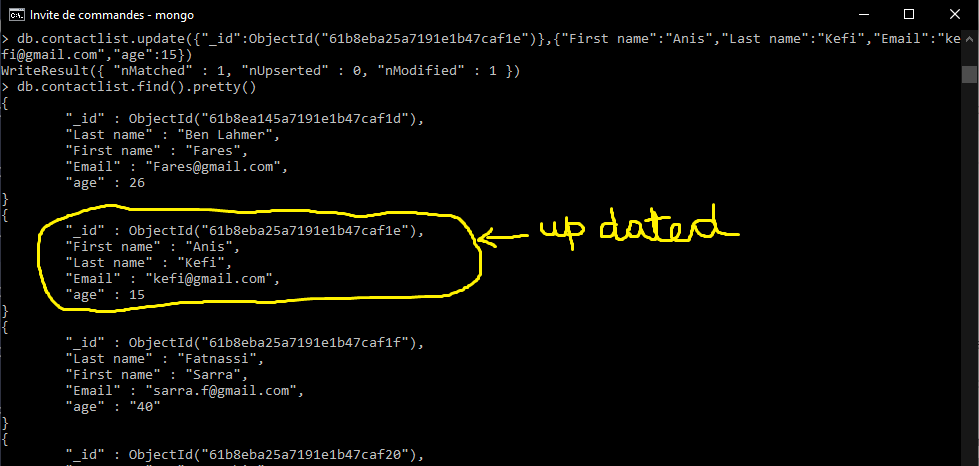 Invite de commandes - mongo
> db.contactlist.update({"_id":ObjectId("61b8eba25a7191e1b47caf1e")},{"First name":"Anis","Last name":"Kefi","Email":"ke
fi@gmail.com","age":15})
WriteResult({ "nMatched" : 1, "nUpserted" : 0, "nModified" : 1 })
> db.contactlist.find().pretty()
{
"_id" : ObjectId("61b8ea145a7191e1b47caf1d"),
"Last name" : "Ben Lahmer",
"First name" : "Fares",
"Email" : "Fares@gmail.com",
"age" : 26
}
{
"_id" : ObjectId("61b8eba25a7191e1b47caf1e"),
"First name" : "Anis",
"Last name" : "Kefi",
"Email" : "kefi@gmail.com",
"age" : 15
updated
}
{
"_id" : ObjectId("61b8eba25a7191e1b47caf1f"),
"Last name" : "Fatnassi",
"First name" : "Sarra",
"Email" : "sarra.f@gmail.com",
"age" : "40"
}
{
"_id" : ObjectId("61b8eba25a7191e1b47caf20"),